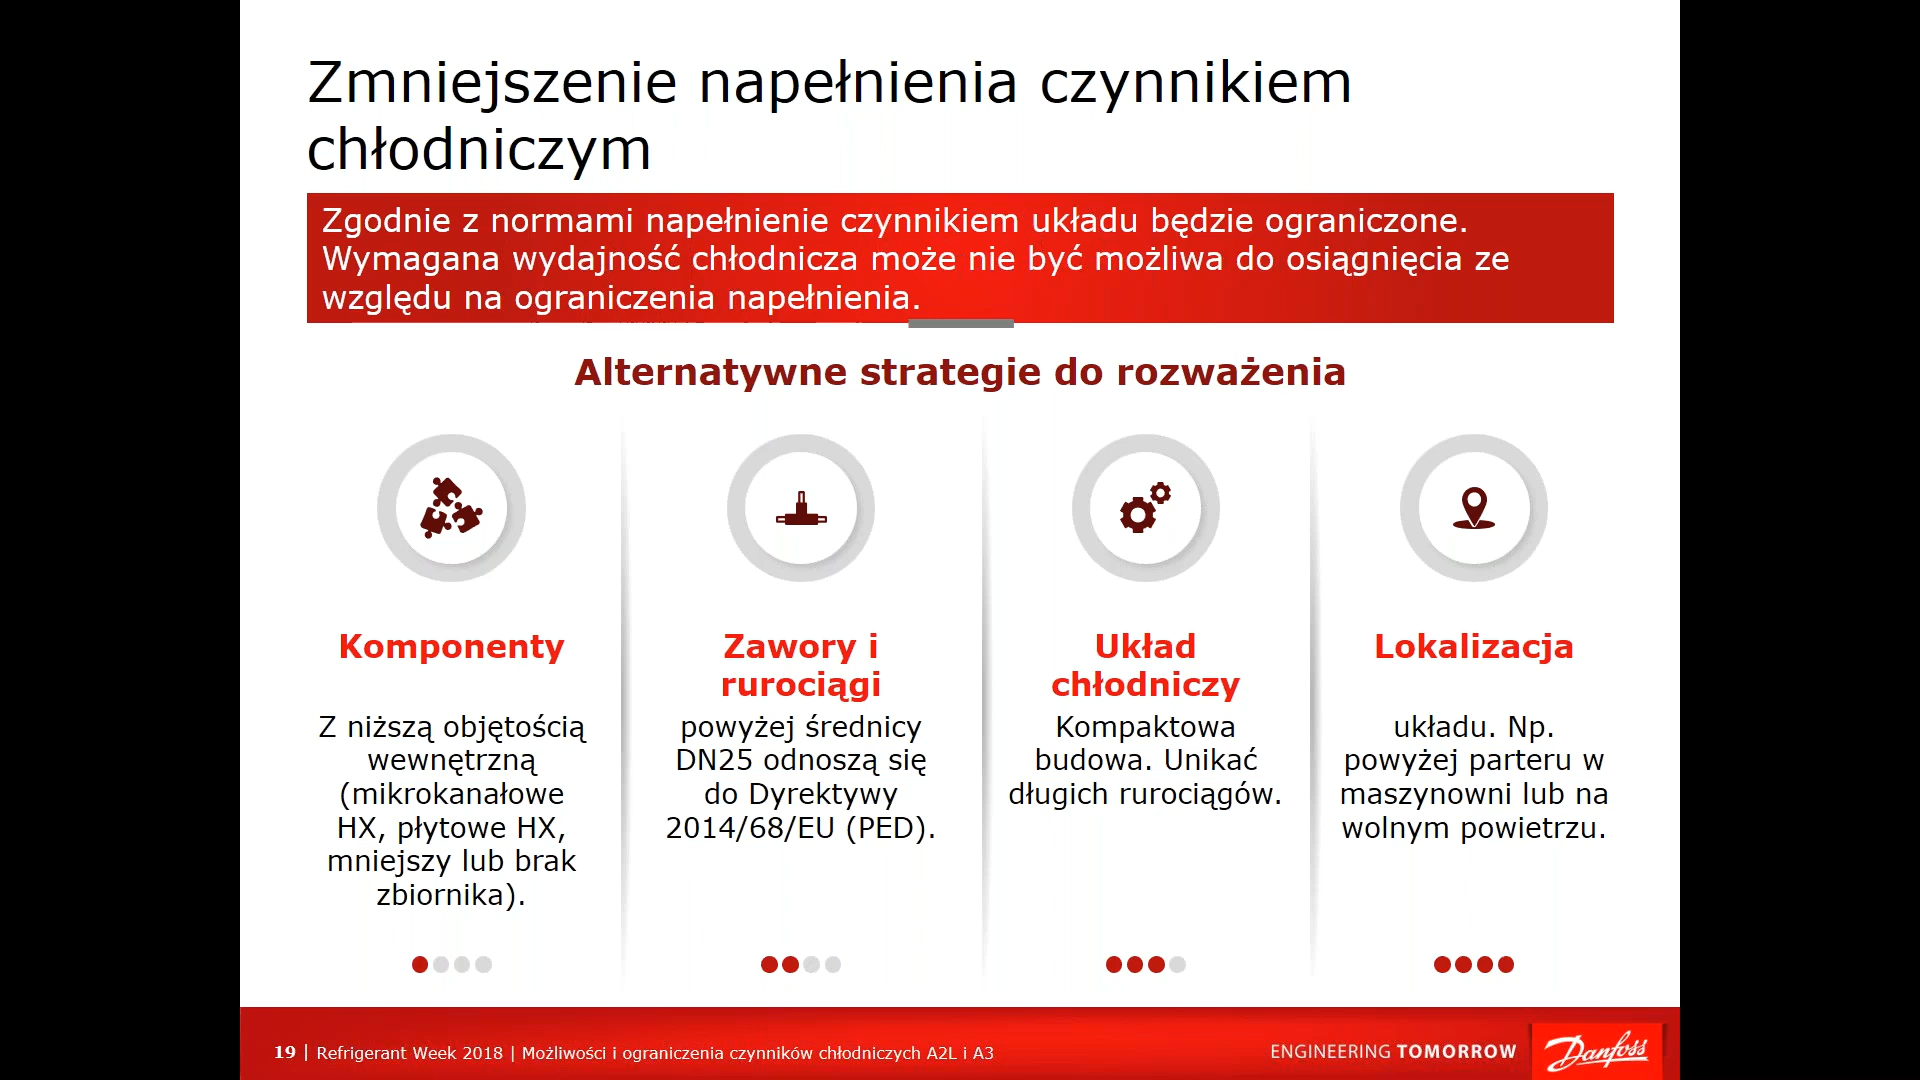 Zmniejszenie napełnienia czynnikiem
chłodniczym
Zgodnie z normami napełnienie czynnikiem układu będzie ograniczone.
Wymagana wydajność chłodnicza może nie być możliwa do osiągnięcia ze
względu na ograniczenia napełnienia.
Alternatywne strategie do rozważenia
Komponenty
Z niższą objętością
wewnętrzną
(mikrokanałowe
HX, płytowe HX,
mniejszy lub brak
zbiornika).
Zawory i
rurociągi
powyżej średnicy
DN25 odnoszą się
do Dyrektywy
2014/68/EU (PED).
Układ
chłodniczy
Kompaktowa
budowa. Unikać
długich rurociągów.
Lokalizacja
układu. Np.
powyżej parteru w
maszynowni lub na
wolnym powietrzu.
19 | Refrigerant Week 2018 | Możliwości i ograniczenia czynników chłodniczych A2L i A3
ENGINEERING TOMORROW
Danfoss